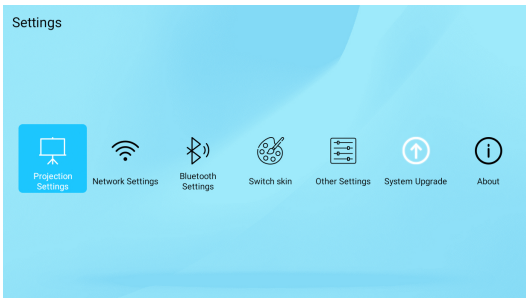 Settings
Projection
Settings
Network Settings
Bluetooth
Settings
Switch skin
Other Settings
System Upgrade
About